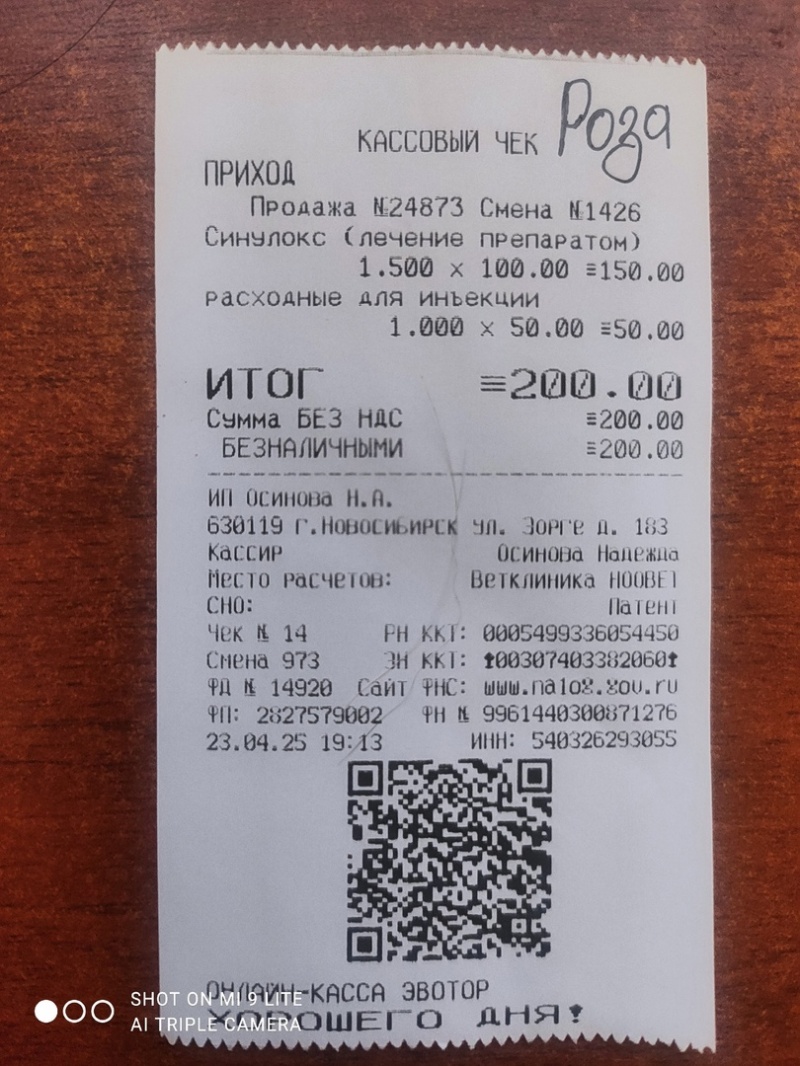 Роза
КАССОВЫЙ ЧЕК
ПРИХОД
Продажа №24873 Смена №1426
Синулокс (лечение препаратом)
1.500 x 100.00 ≡150.00
расходные для инъекции
1.000 x 50.00 ≡50.00
ИТОГ ≡200.00
Сумма БЕЗ НДС ≡200.00
БЕЗНАЛИЧНЫМИ ≡200.00
ИП Осинова Н.А.
630119 г.Новосибирск ул. Зорге д. 183
Кассир Осинова Надежда
Место расчетов: Ветклиника НООВЕТ
СНО: Патент
Чек № 14 РН ККТ: 0005499336054450
Смена 973 ЗН ККТ: ↑00307403382060↑
ФД № 14920 Сайт ФНС: www.nalog.gov.ru
ФП: 2827579002 ФН № 9961440300871276
23.04.25 19:13 ИНН: 540326293055
ОНЛАЙН-КАССА ЭВОТОР
ХОРОШЕГО ДНЯ!
SHOT ON MI 9 LITE
AI TRIPLE CAMERA